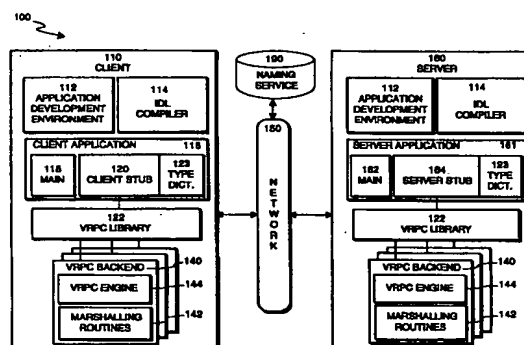 100
110
CLIENT
112
APPLICATION
DEVELOPMENT
ENVIRONMENT
114
IDL
COMPILER
CLIENT APPLICATION
116 MAIN
120
CLIENT STUB
123
TYPE
DICT.
122
VRPC LIBRARY
VRPC BACKEND
140
VRPC ENGINE
144
MARSHALLING
ROUTINES
142
190
NAMING
SERVICE
150
NETWORK
SERVER
112
APPLICATION
DEVELOPMENT
ENVIRONMENT
114
IDL
COMPILER
SERVER APPLICATION
161
162
MAIN
164
SERVER STUB
123
TYPE
DICT.
122
VRPC LIBRARY
VRPC BACKEND
140
VRPC ENGINE
144
MARSHALLING
ROUTINES
142